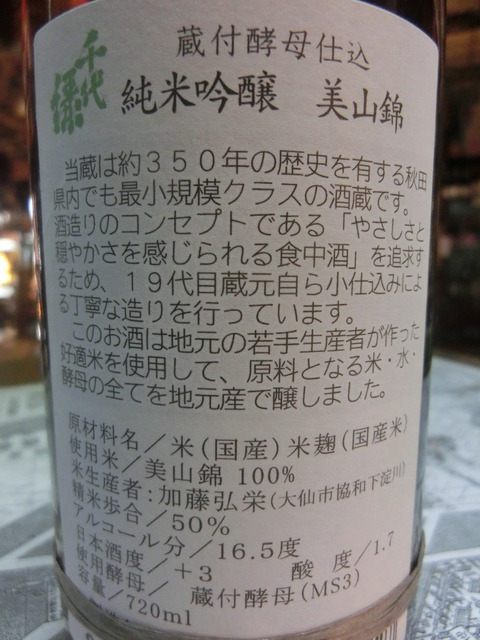 千代緑
蔵付酵母仕込
純米吟醸 美山錦
当蔵は約350年の歴史を有する秋田
県内でも最小規模クラスの酒蔵です。
酒造りのコンセプトである「やさしさと
穏やかさを感じられる食中酒」を追求す
るため、19代目蔵元自ら小仕込みによ
る丁寧な造りを行っています。
このお酒は地元の若手生産者が作った
好適米を使用して、原料となる米・水・
酵母の全てを地元産で醸しました。
原材料名/米(国産)米麹(国産米)
使用米/美山錦 100%
米生産者:加藤弘栄(大仙市協和下淀川)
精米歩合/50%
アルコール分/16.5度
日本酒度/+3 酸 度/1.7
使用酵母/ 蔵付酵母(MS3)
容量/720ml